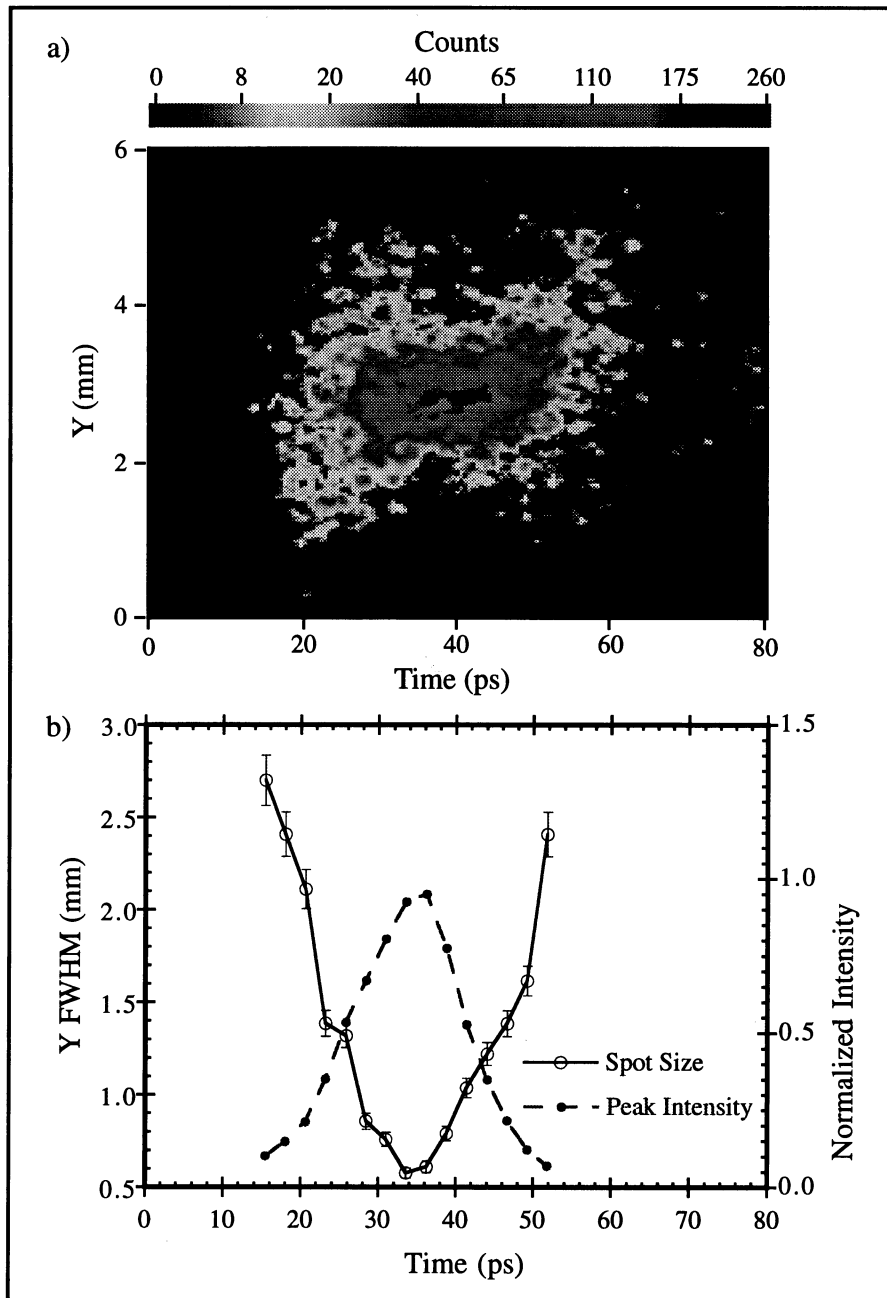 a)
Counts
0 8 20 40 65 110 175 260
6
4
2
0
Y (mm)
0 20 40 60 80
Time (ps)
b)
3.0
2.5
2.0
1.5
1.0
0.5
Y FWHM (mm)
1.5
1.0
0.5
0.0
Normalized Intensity
Spot Size
Peak Intensity
0 10 20 30 40 50 60 70 80
Time (ps)